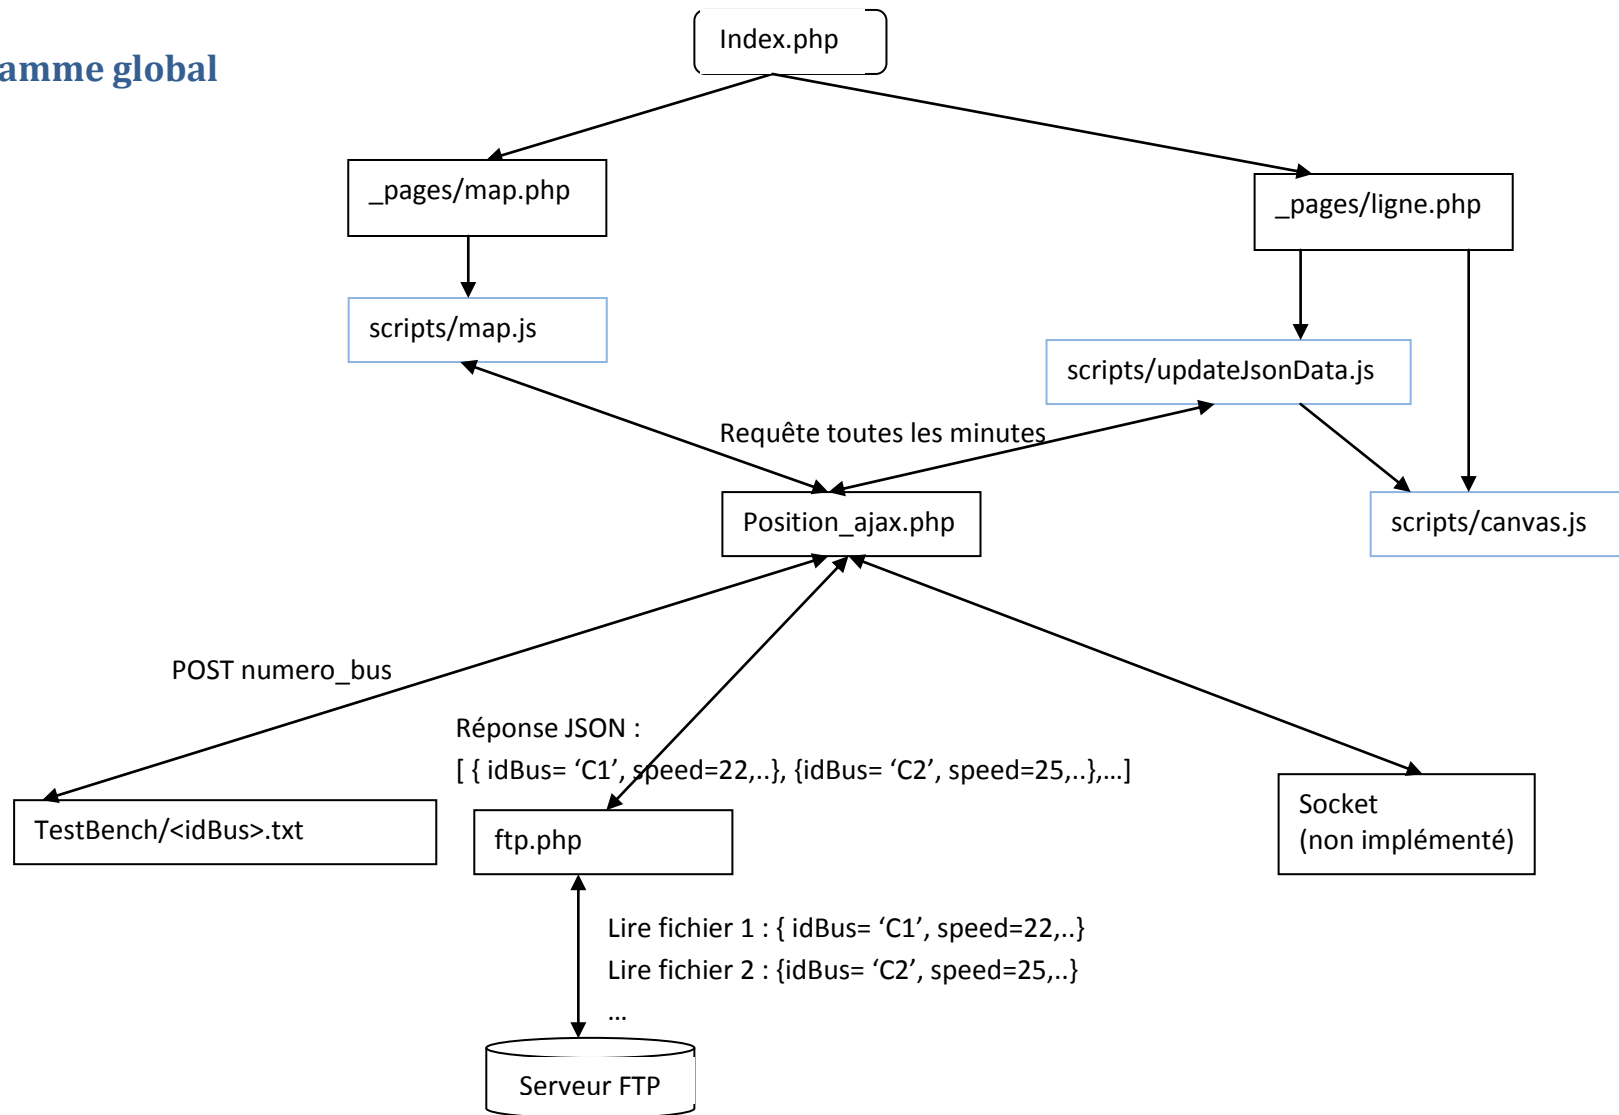 Index.php
amme global
_pages/map.php
_pages/ligne.php
scripts/map.js
scripts/updateJsonData.js
Requête toutes les minutes
Position_ajax.php
scripts/canvas.js
POST numero_bus
Réponse JSON :
[ { idBus= ‘C1’, speed=22,..}, {idBus= ‘C2’, speed=25,..},…]
TestBench/<idBus>.txt
ftp.php
Socket
(non implémenté)
Lire fichier 1 : { idBus= ‘C1’, speed=22,..}
Lire fichier 2 : {idBus= ‘C2’, speed=25,..}
…
Serveur FTP